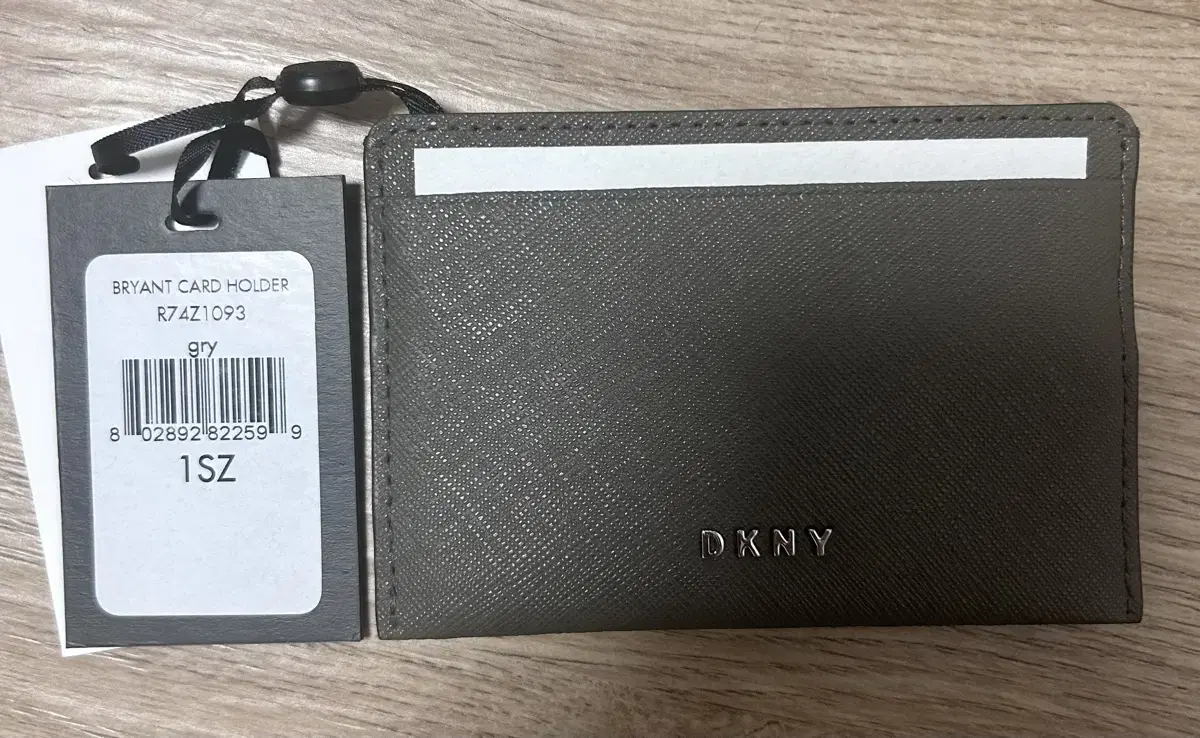 BRYANT CARD HOLDER
R74Z1093
gry
8 02892 82259 9
1SZ
DKNY